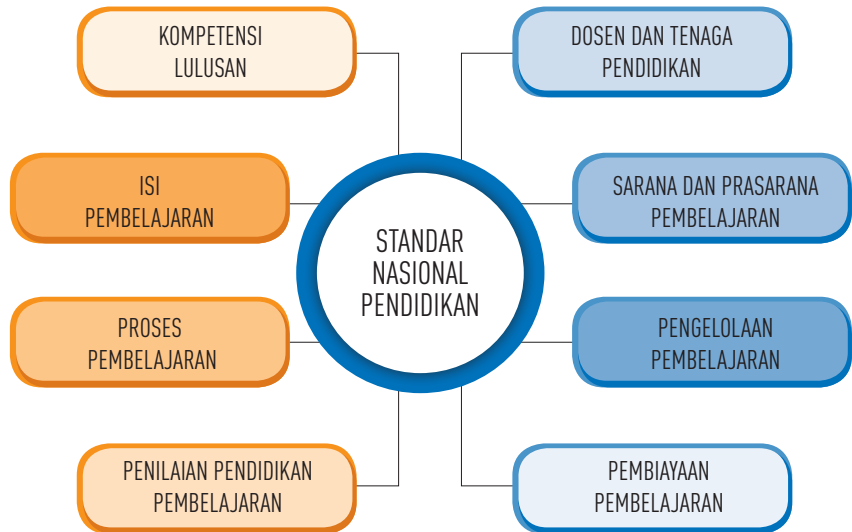 KOMPETENSI
LULUSAN
ISI
PEMBELAJARAN
PROSES
PEMBELAJARAN
PENILAIAN PENDIDIKAN
PEMBELAJARAN
STANDAR
NASIONAL
PENDIDIKAN
DOSEN DAN TENAGA
PENDIDIKAN
SARANA DAN PRASARANA
PEMBELAJARAN
PENGELOLAAN
PEMBELAJARAN
PEMBIAYAAN
PEMBELAJARAN